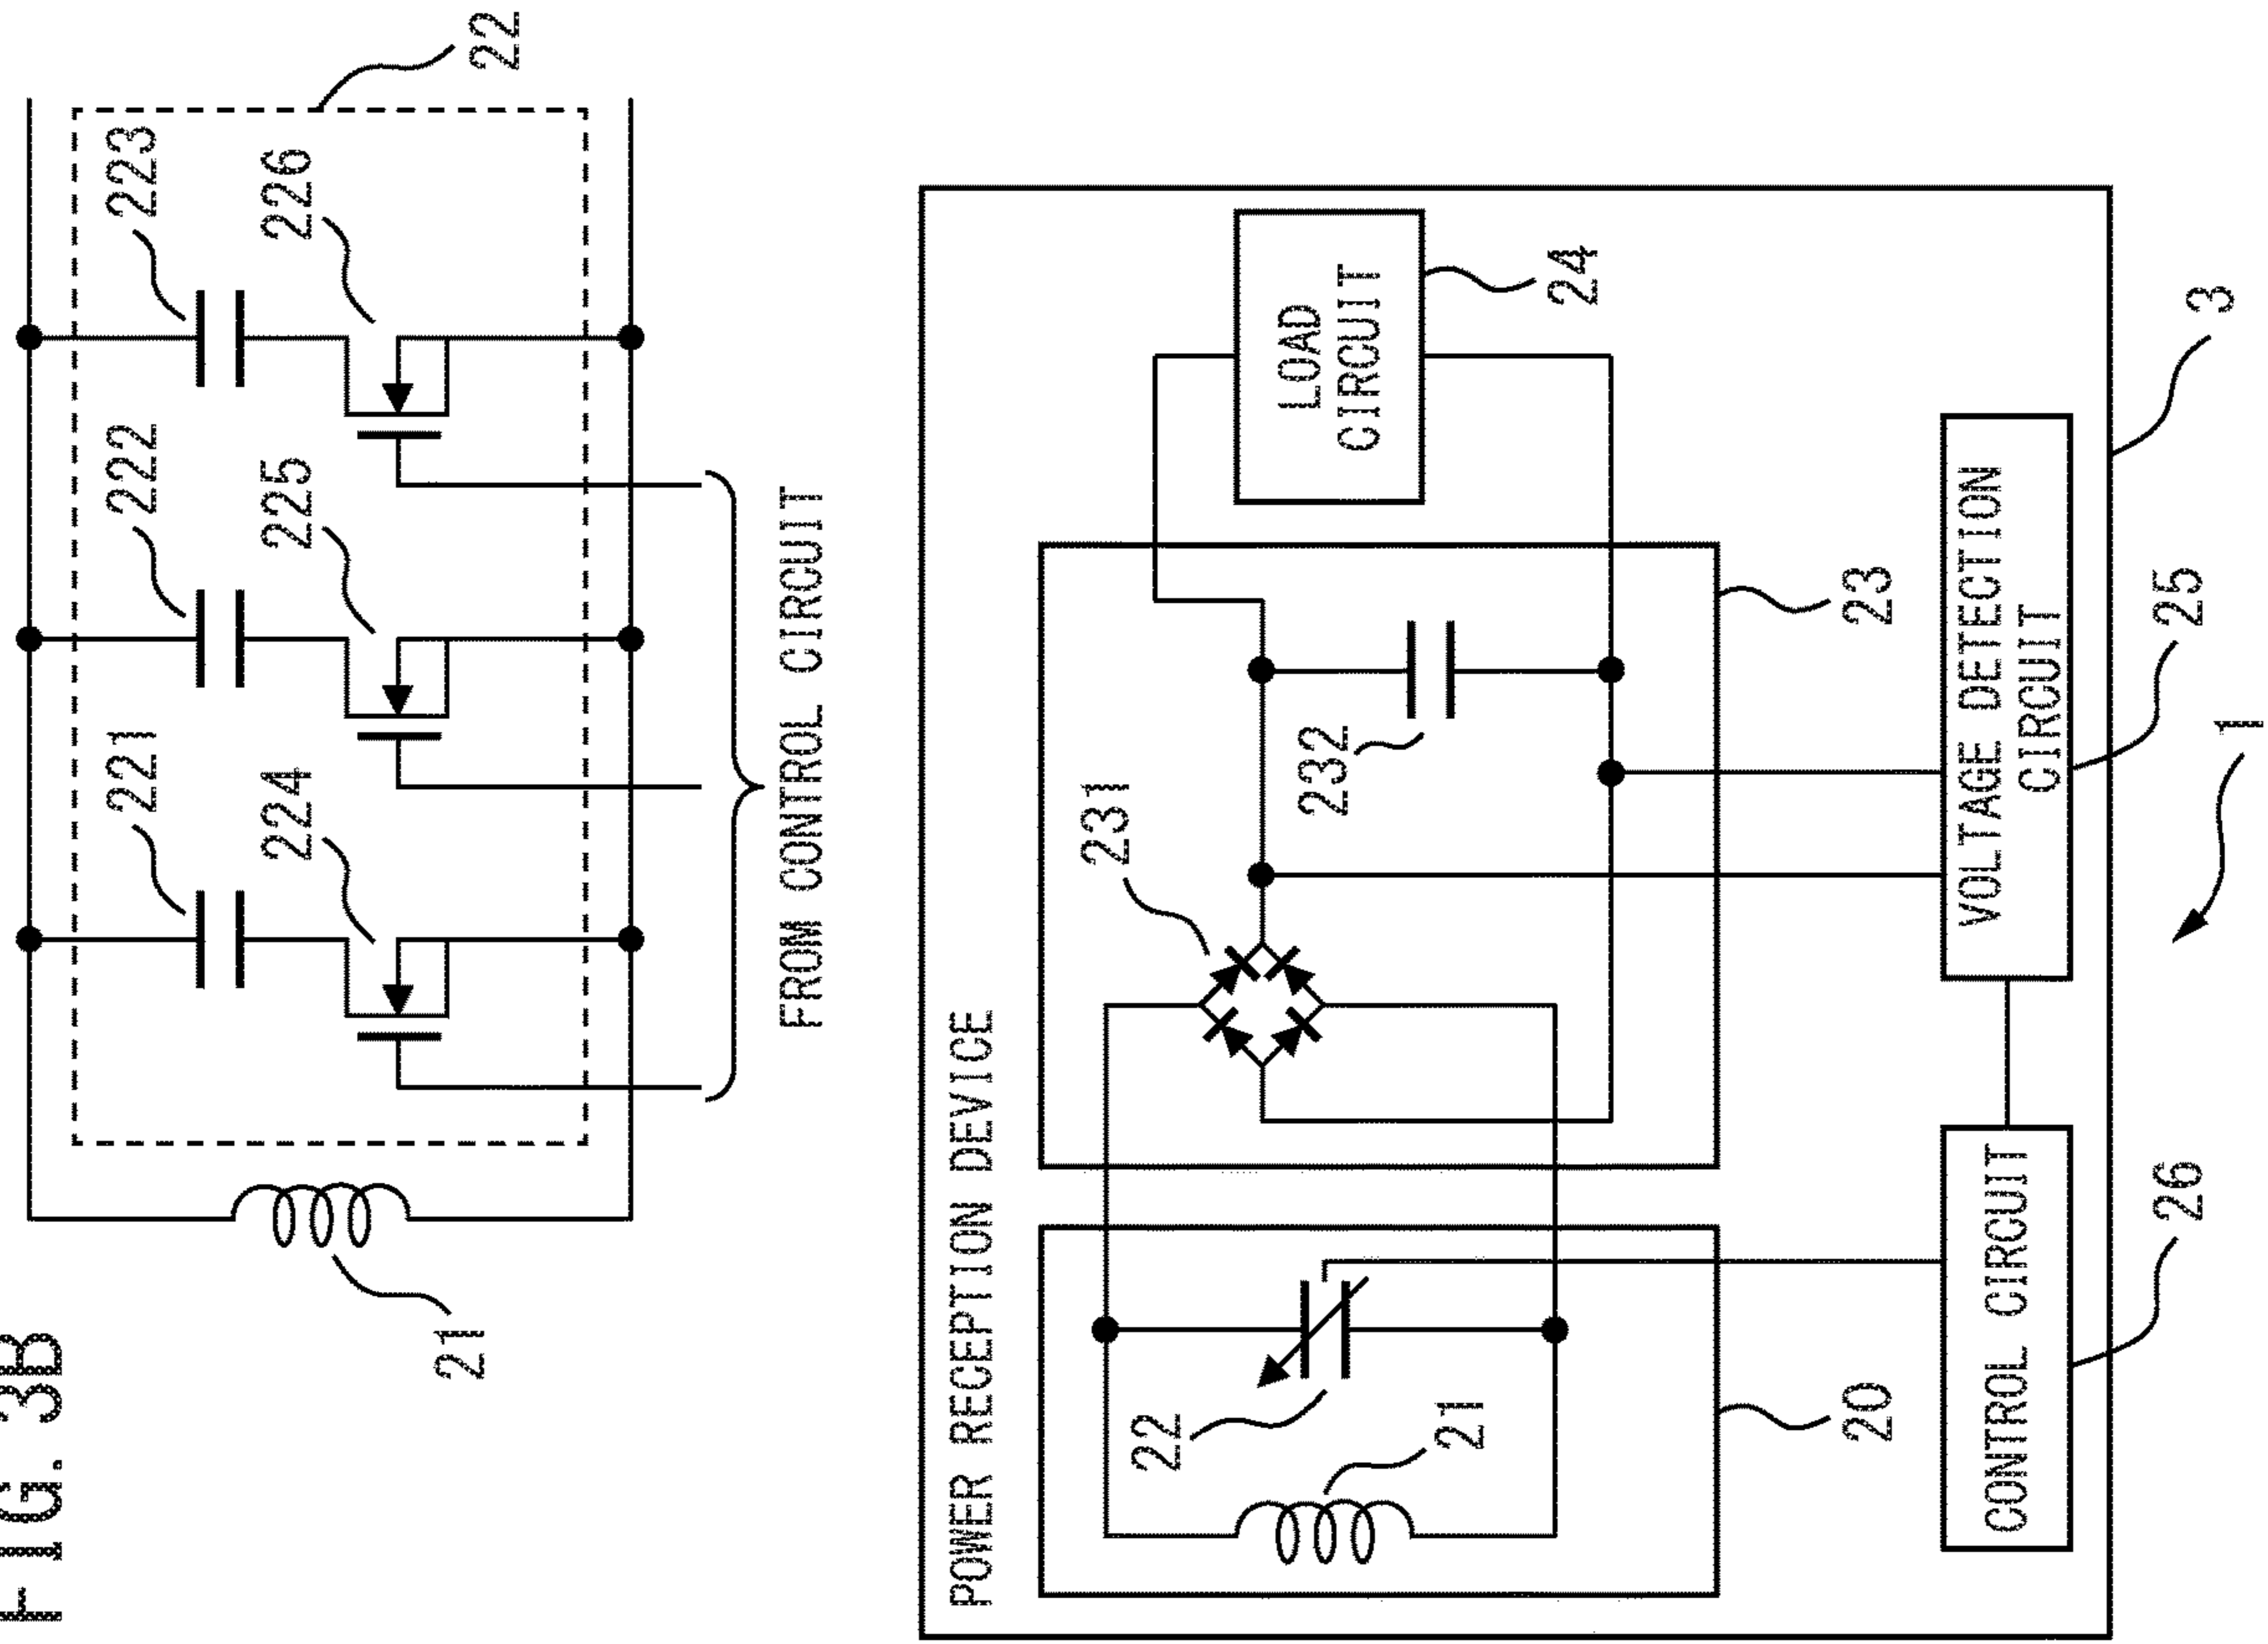 FIG. 3B
21
22
221
222
223
224
225
226
FROM CONTROL CIRCUIT
POWER RECEPTION DEVICE
22
21
20
231
232
23
LOAD
CIRCUIT
24
CONTROL CIRCUIT
26
VOLTAGE DETECTION
CIRCUIT
25
3
1